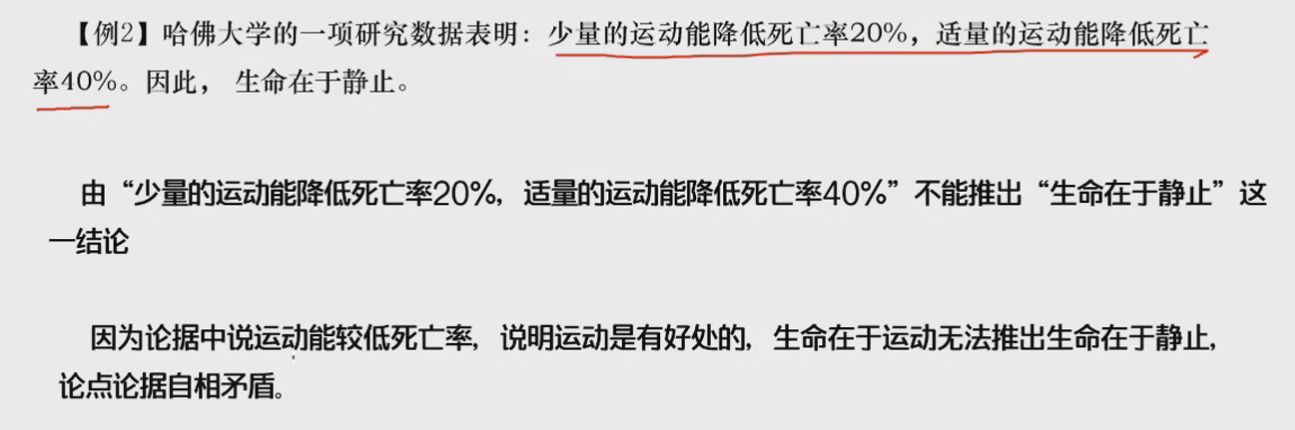 【例2】哈佛大学的一项研究数据表明：少量的运动能降低死亡率20%，适量的运动能降低死亡
率40%。因此， 生命在于静止。
由“少量的运动能降低死亡率20%，适量的运动能降低死亡率40%”不能推出“生命在于静止”这
一结论
因为论据中说运动能较低死亡率，说明运动是有好处的，生命在于运动无法推出生命在于静止，
论点论据自相矛盾。